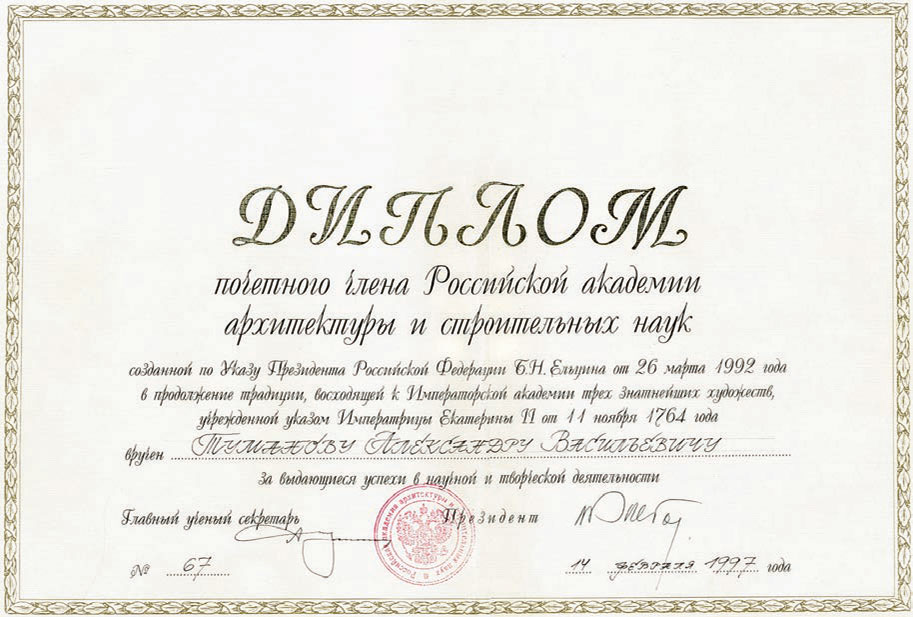 ДИПЛОМ
почетного члена Российской академии
архитектуры и строительных наук
созданной по Указу Президента Российской Федерации Б.Н. Ельцина от 26 марта 1992 года
в продолжение традиции, восходящей к Императорской академии трех знатнейших художеств,
учрежденной указом Императрицы Екатерины II от 11 ноября 1764 года
вручен Туманову Александру Васильевичу
За выдающиеся успехи в научной и творческой деятельности
Главный ученый секретарь Президент
№ 67 14 февраля 1997 года